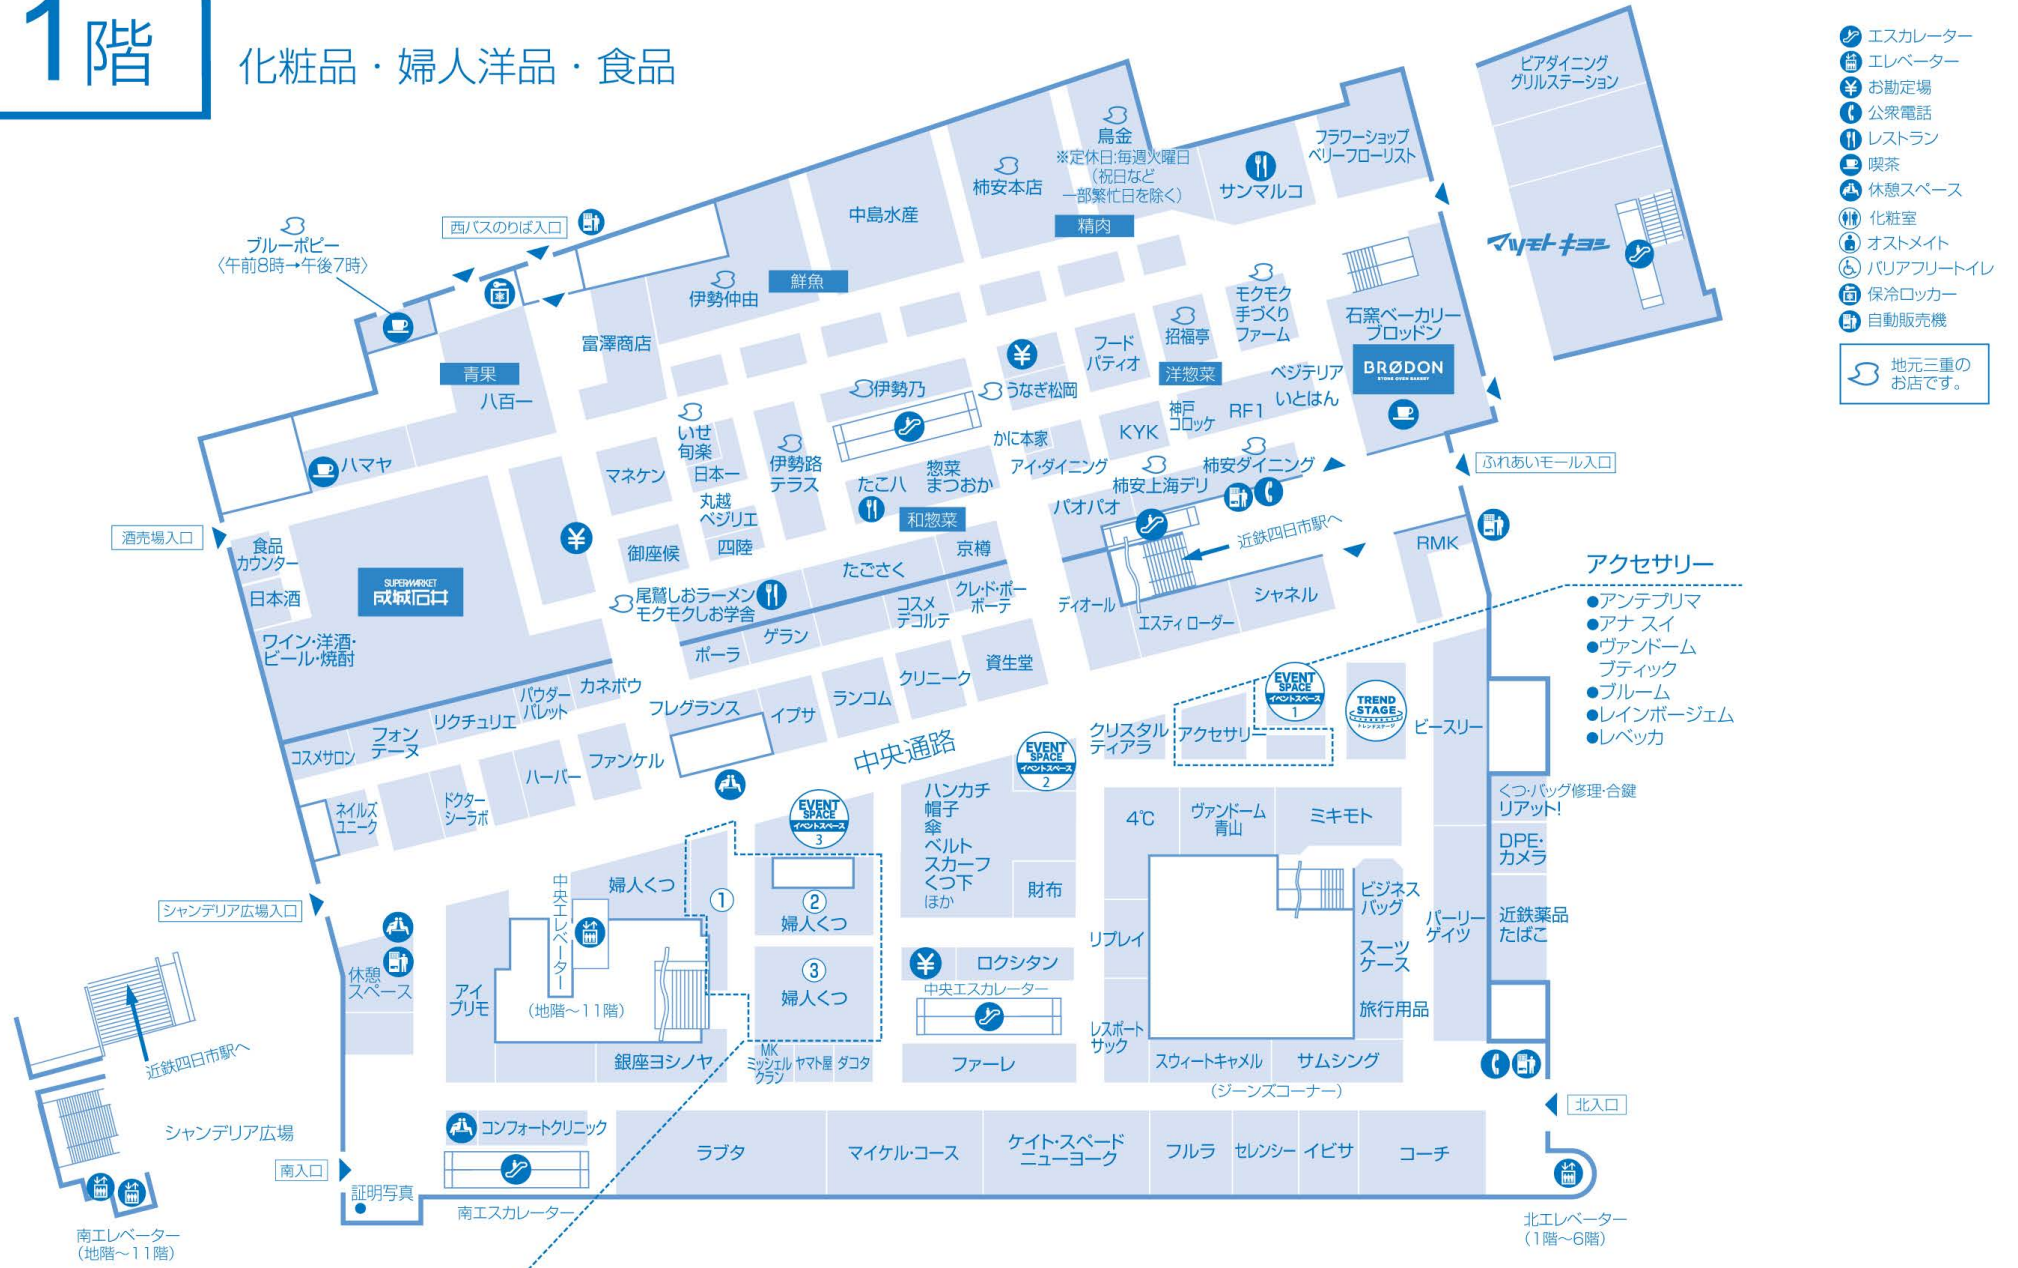 1階
化粧品・婦人洋品・食品
エスカレーター
エレベーター
お勘定場
公衆電話
レストラン
喫茶
休憩スペース
化粧室
オストメイト
バリアフリートイレ
保冷ロッカー
自動販売機
地元三重の
お店です。
ビアダイニング
グリルステーション
マツモトキヨシ
フラワーショップ
ベリーフローリスト
サンマルコ
鳥金
※定休日:毎週火曜日
(祝日など
一部繁忙日を除く)
精肉
柿安本店
中島水産
鮮魚
伊勢仲由
西バスのりば入口
ブルーポピー
〈午前8時→午後7時〉
富澤商店
青果
八百一
ハマヤ
モクモク
手づくり
ファーム
招福亭
洋惣菜
フード
パティオ
石窯ベーカリー
ブロッドン
BRØDON
STONE OVEN BAKERY
ベジテリア
いとはん
RF1
神戸
コロッケ
KYK
うなぎ松岡
伊勢乃
かに本家
アイ・ダイニング
惣菜
まつおか
たこ八
和惣菜
伊勢路
テラス
いせ
旬楽
日本一
丸越
ベジリエ
四陸
マネケン
御座候
柿安ダイニング
柿安上海デリ
パオパオ
近鉄四日市駅へ
ふれあいモール入口
酒売場入口
食品
カウンター
日本酒
SUPERMARKET
成城石井
ワイン・洋酒・
ビール・焼酎
京樽
たごさく
尾鷲しおラーメン
モクモクしお学舎
クレ・ド・ポー
ボーテ
コスメ
デコルテ
ゲラン
ポーラ
ディオール
エスティ ローダー
シャネル
RMK
アクセサリー
●アンテプリマ
●アナ スイ
●ヴァンドーム
ブティック
●ブルーム
●レインボージェム
●レベッカ
資生堂
クリニーク
ランコム
イプサ
フレグランス
カネボウ
パウダー
パレット
リクチュリエ
フォン
テーヌ
コスメサロン
ファンケル
ハーバー
ドクター
シーラボ
ネイルズ
ユニーク
中央通路
EVENT
SPACE
イベントスペース
1
TREND
STAGE
トレンドステージ
ビースリー
アクセサリー
クリスタル
ティアラ
EVENT
SPACE
イベントスペース
2
EVENT
SPACE
イベントスペース
3
ハンカチ
帽子
傘
ベルト
スカーフ
くつ下
ほか
財布
4℃
ヴァンドーム
青山
ミキモト
くつ・バッグ修理・合鍵
リアット!
DPE・
カメラ
近鉄薬品
たばこ
パーリー
ゲイツ
ビジネス
バッグ
スーツ
ケース
旅行用品
リプレイ
レスポート
サック
スウィートキャメル
サムシング
(ジーンズコーナー)
ロクシタン
中央エスカレーター
ファーレ
①
②
婦人くつ
③
婦人くつ
婦人くつ
中央エレベーター
(地階〜11階)
アイ
プリモ
銀座ヨシノヤ
MK
ミッシェル
クラン
ヤマト屋
ダコタ
シャンデリア広場入口
休憩
スペース
近鉄四日市駅へ
シャンデリア広場
南エレベーター
(地階〜11階)
南入口
証明写真
コンフォートクリニック
南エスカレーター
ラブタ
マイケル・コース
ケイト・スペード
ニューヨーク
フルラ
セレンシー
イビサ
コーチ
北入口
北エレベーター
(1階〜6階)